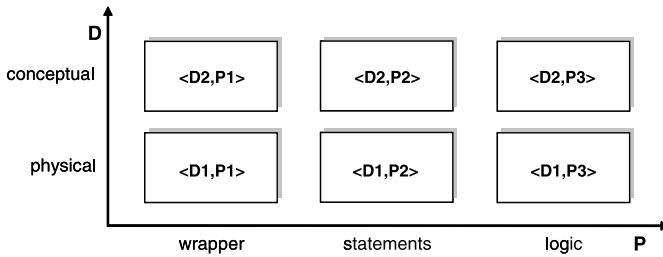 D
conceptual <D2,P1> <D2,P2> <D2,P3>
physical <D1,P1> <D1,P2> <D1,P3>
wrapper statements logic P